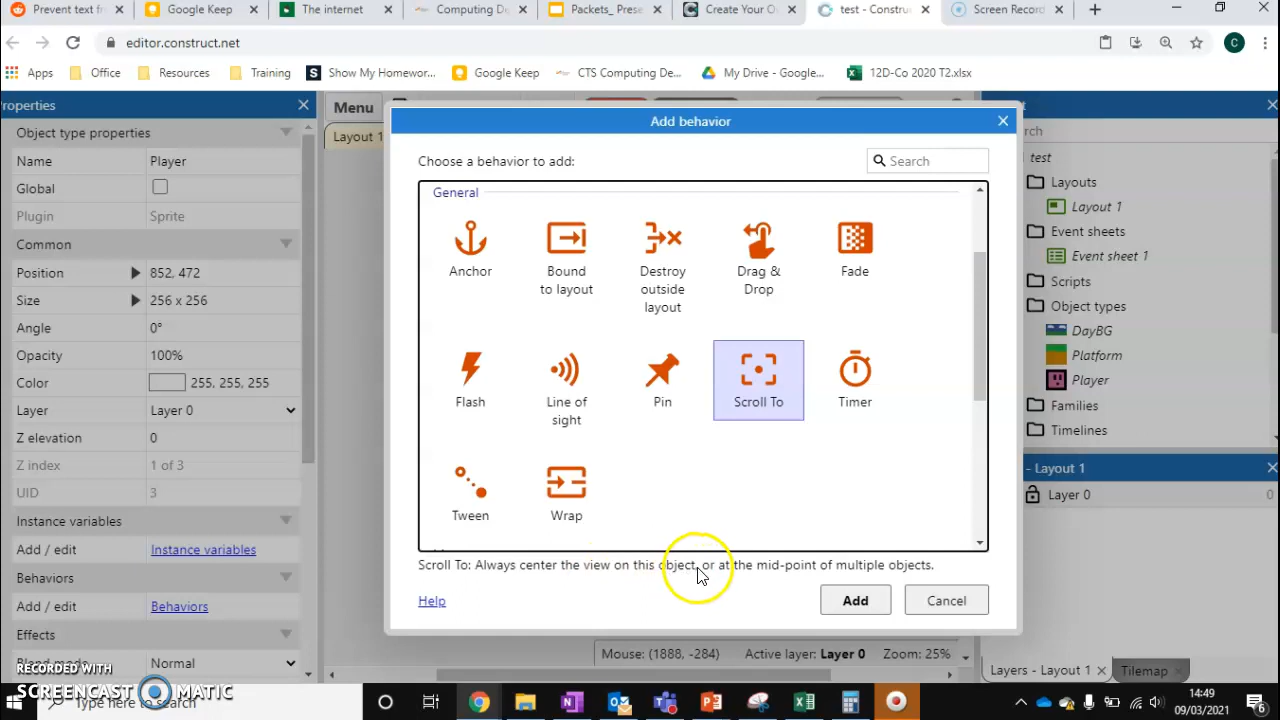 Prevent text fr
Google Keep
The internet
Computing De
Packets_ Prese
Create Your O
test - Construc
Screen Record
editor.construct.net
C
Apps
Office
Resources
Training
Show My Homewor...
Google Keep
CTS Computing De...
My Drive - Google...
12D-Co 2020 T2.xlsx
roperties
Object type properties
Name Player
Global
Plugin Sprite
Common
Position 852, 472
Size 256 x 256
Angle 0°
Opacity 100%
Color 255, 255, 255
Layer Layer 0
Z elevation 0
Z index 1 of 3
UID 3
Instance variables
Add / edit Instance variables
Behaviors
Add / edit Behaviors
Effects
Normal
Menu
Layout 1
Add behavior
Choose a behavior to add:
Search
General
Anchor
Bound
to layout
Destroy
outside
layout
Drag &
Drop
Fade
Flash
Line of
sight
Pin
Scroll To
Timer
Tween
Wrap
Scroll To: Always center the view on this object, or at the mid-point of multiple objects.
Help
Add
Cancel
Mouse: (1888, -284) Active layer: Layer 0 Zoom: 25%
test
Layouts
Layout 1
Event sheets
Event sheet 1
Scripts
Object types
DayBG
Platform
Player
Families
Timelines
- Layout 1
Layer 0 0
Layers - Layout 1
Tilemap
RECORDED WITH
SCREENCAST MATIC
Type here to search
14:49
09/03/2021